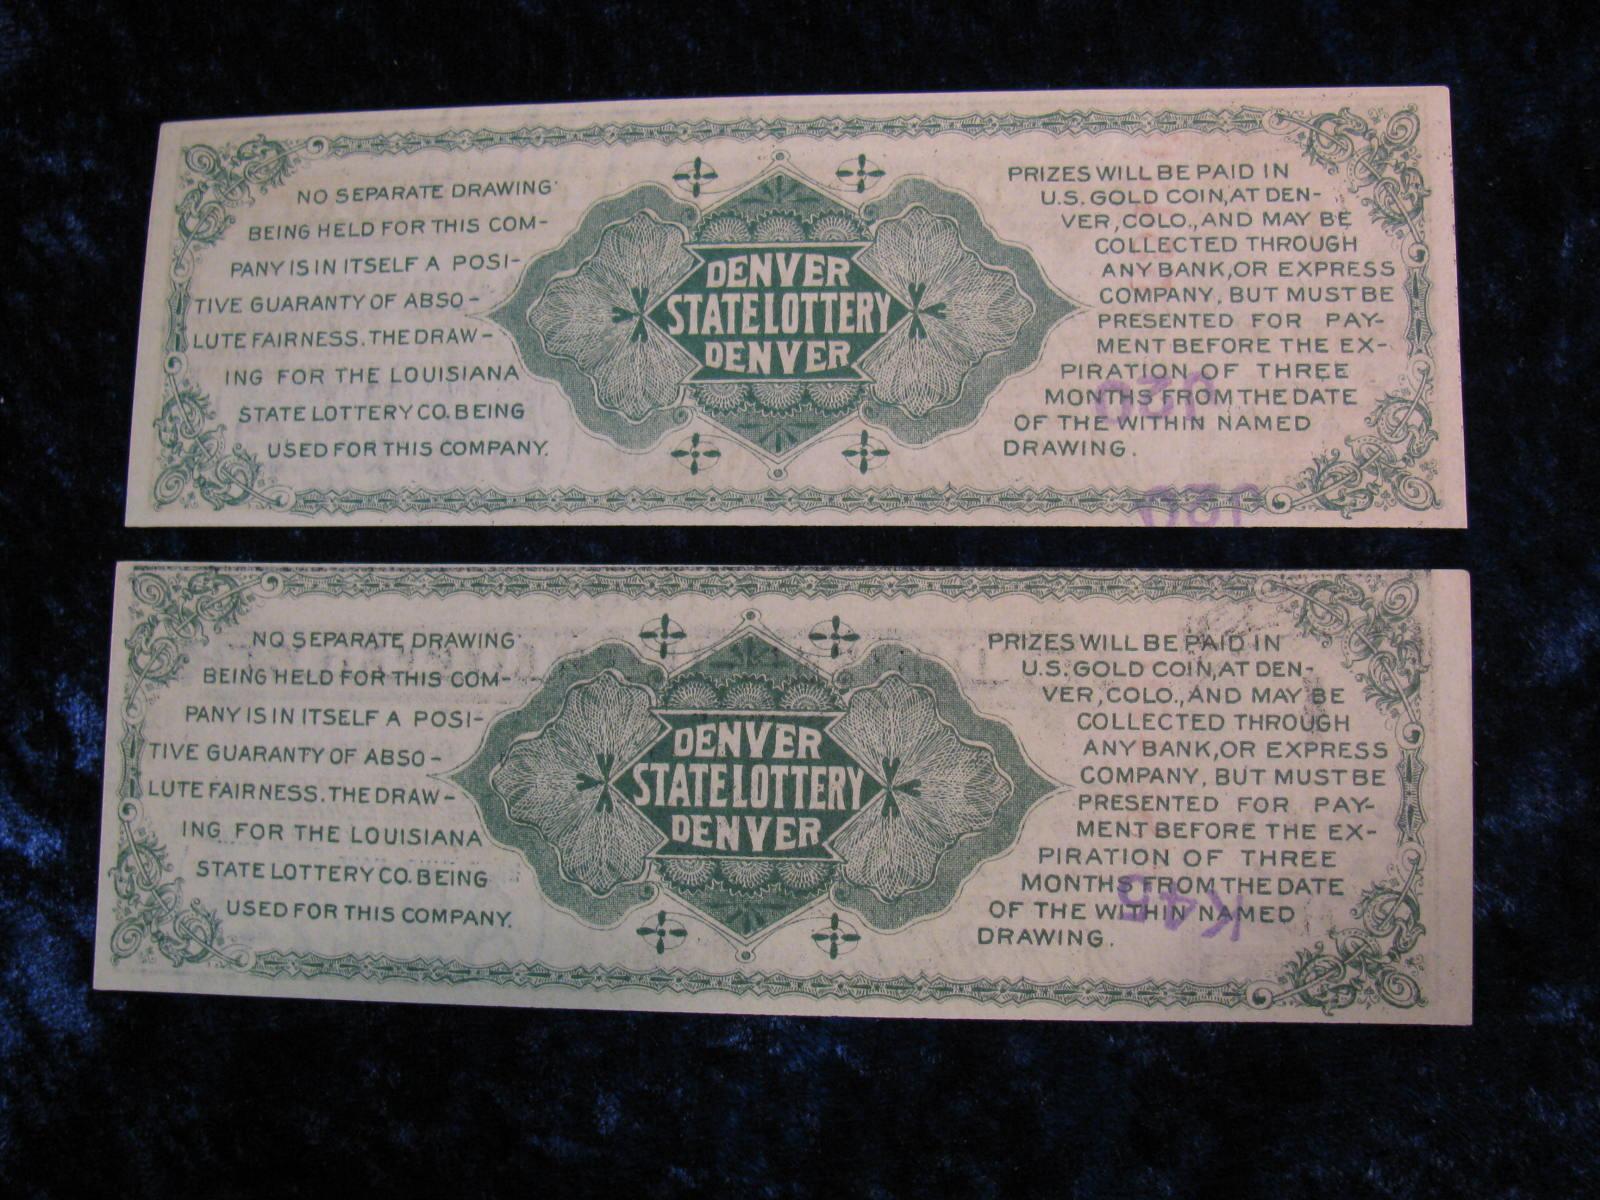 NO SEPARATE DRAWING
BEING HELD FOR THIS COM-
PANY IS IN ITSELF A POSI-
TIVE GUARANTY OF ABSO-
LUTE FAIRNESS. THE DRAW-
ING FOR THE LOUISIANA
STATE LOTTERY CO. BEING
USED FOR THIS COMPANY.
DENVER
STATE LOTTERY
DENVER
PRIZES WILL BE PAID IN
U.S. GOLD COIN, AT DEN-
VER, COLO., AND MAY BE
COLLECTED THROUGH
ANY BANK, OR EXPRESS
COMPANY, BUT MUST BE
PRESENTED FOR PAY-
MENT BEFORE THE EX-
PIRATION OF THREE
MONTHS FROM THE DATE
OF THE WITHIN NAMED
DRAWING.
NO SEPARATE DRAWING
BEING HELD FOR THIS COM-
PANY IS IN ITSELF A POSI-
TIVE GUARANTY OF ABSO-
LUTE FAIRNESS. THE DRAW-
ING FOR THE LOUISIANA
STATE LOTTERY CO. BEING
USED FOR THIS COMPANY.
DENVER
STATE LOTTERY
DENVER
PRIZES WILL BE PAID IN
U.S. GOLD COIN, AT DEN-
VER, COLO., AND MAY BE
COLLECTED THROUGH
ANY BANK, OR EXPRESS
COMPANY, BUT MUST BE
PRESENTED FOR PAY-
MENT BEFORE THE EX-
PIRATION OF THREE
MONTHS FROM THE DATE
OF THE WITHIN NAMED
DRAWING.
K45